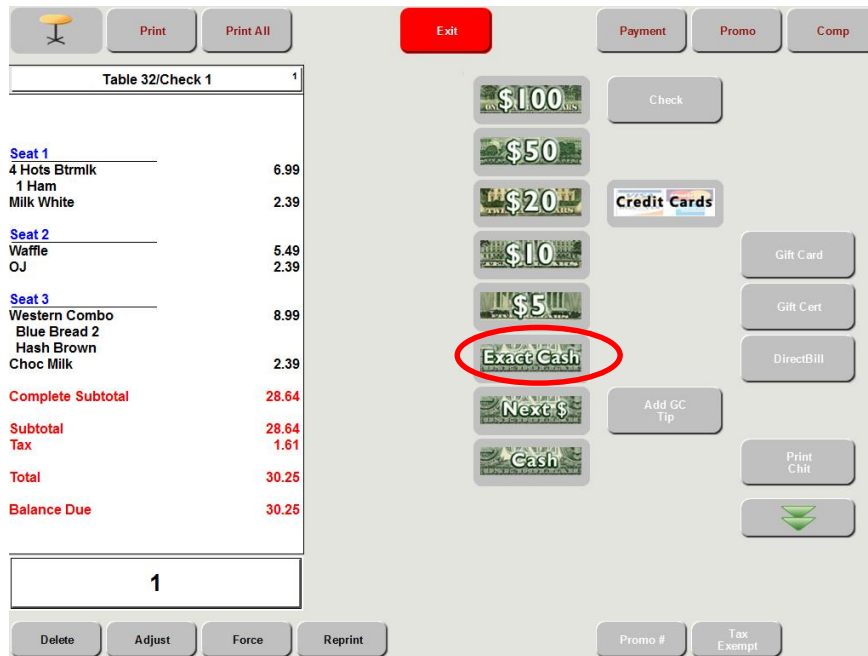 Print
Print All
Exit
Payment
Promo
Comp
Table 32/Check 1
1
Seat 1
4 Hots Btrmlk 6.99
1 Ham
Milk White 2.39
Seat 2
Waffle 5.49
OJ 2.39
Seat 3
Western Combo 8.99
Blue Bread 2
Hash Brown
Choc Milk 2.39
Complete Subtotal 28.64
Subtotal 28.64
Tax 1.61
Total 30.25
Balance Due 30.25
1
$100
$50
$20
$10
$5
Exact Cash
Next $
Cash
Check
Credit Cards
Add GC
Tip
Gift Card
Gift Cert
DirectBill
Print
Chit
Delete
Adjust
Force
Reprint
Promo #
Tax
Exempt